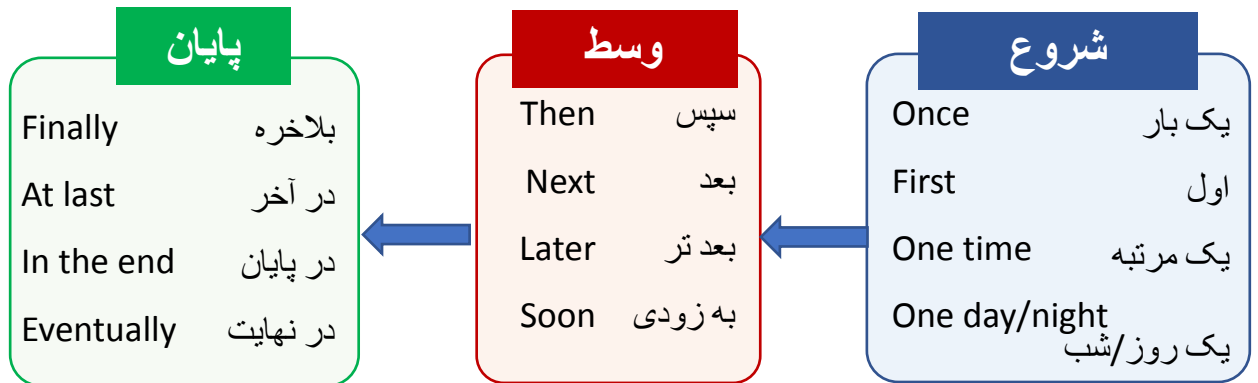 شروع
Once یک بار
First اول
One time یک مرتبه
One day/night
یک روز/شب
وسط
Then سپس
Next بعد
Later بعد تر
Soon به زودی
پایان
Finally بلاخره
At last در آخر
In the end در پایان
Eventually در نهایت